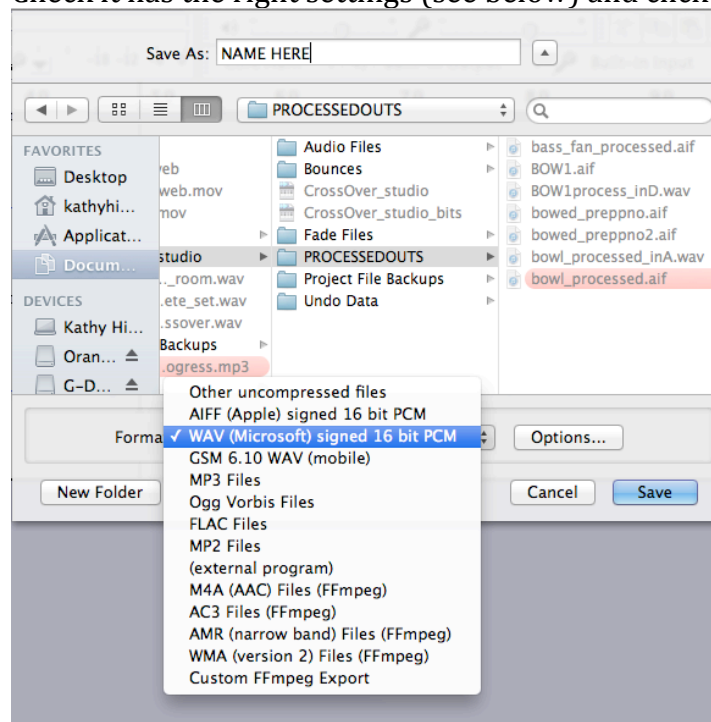 Check it has the right settings (see below) and click
Save As: NAME HERE
PROCESSEDOUTS
FAVORITES
Desktop
kathyhi...
Applicat...
Docum...
DEVICES
Kathy Hi...
Oran...
G-D...
eb
web.mov
mov
studio
..._room.wav
...ete_set.wav
.ssover.wav
Backups
.ogress.mp3
Audio Files
Bounces
CrossOver_studio
CrossOver_studio_bits
Fade Files
PROCESSEDOUTS
Project File Backups
Undo Data
bass_fan_processed.aif
BOW1.aif
BOW1process_inD.wav
bowed_preppno.aif
bowed_preppno2.aif
bowl_processed_inA.wav
bowl_processed.aif
Forma
Other uncompressed files
AIFF (Apple) signed 16 bit PCM
✓ WAV (Microsoft) signed 16 bit PCM
GSM 6.10 WAV (mobile)
MP3 Files
Ogg Vorbis Files
FLAC Files
MP2 Files
(external program)
M4A (AAC) Files (FFmpeg)
AC3 Files (FFmpeg)
AMR (narrow band) Files (FFmpeg)
WMA (version 2) Files (FFmpeg)
Custom FFmpeg Export
Options...
New Folder
Cancel
Save